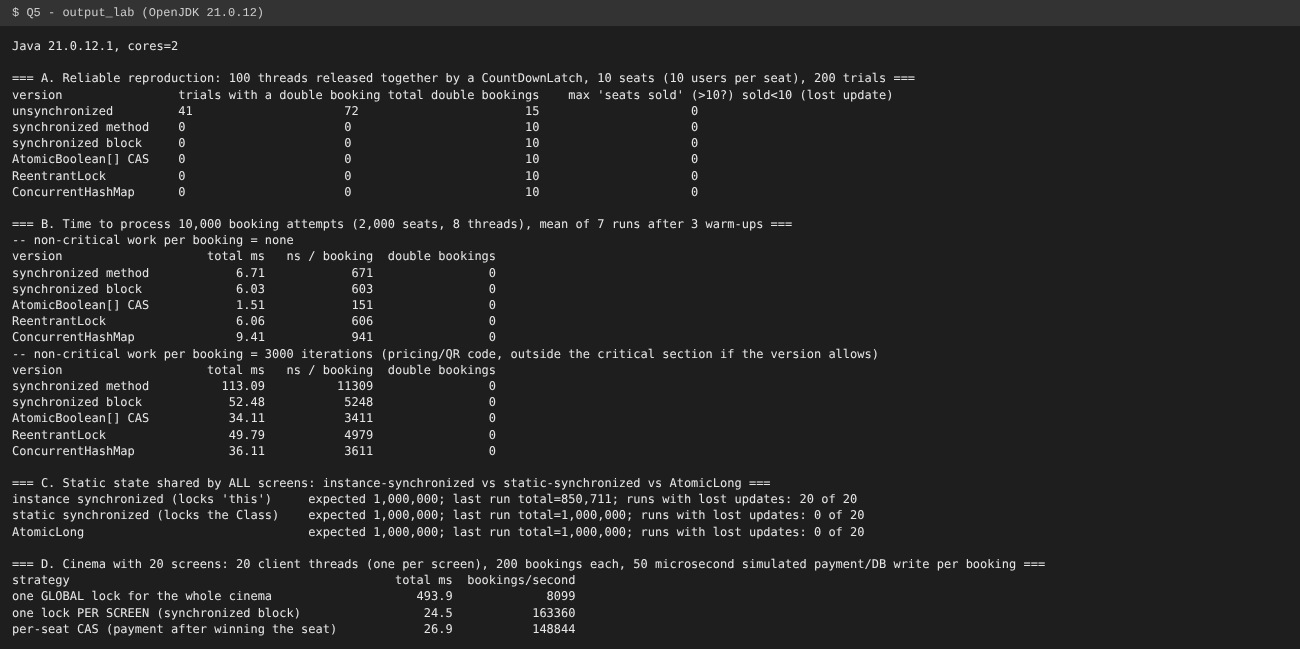 $ Q5 - output_lab (OpenJDK 21.0.12)
Java 21.0.12.1, cores=2
=== A. Reliable reproduction: 100 threads released together by a CountDownLatch, 10 seats (10 users per seat), 200 trials ===
version trials with a double booking total double bookings max 'seats sold' (>10?) sold<10 (lost update)
unsynchronized 41 72 15 0
synchronized method 0 0 10 0
synchronized block 0 0 10 0
AtomicBoolean[] CAS 0 0 10 0
ReentrantLock 0 0 10 0
ConcurrentHashMap 0 0 10 0
=== B. Time to process 10,000 booking attempts (2,000 seats, 8 threads), mean of 7 runs after 3 warm-ups ===
-- non-critical work per booking = none
version total ms ns / booking double bookings
synchronized method 6.71 671 0
synchronized block 6.03 603 0
AtomicBoolean[] CAS 1.51 151 0
ReentrantLock 6.06 606 0
ConcurrentHashMap 9.41 941 0
-- non-critical work per booking = 3000 iterations (pricing/QR code, outside the critical section if the version allows)
version total ms ns / booking double bookings
synchronized method 113.09 11309 0
synchronized block 52.48 5248 0
AtomicBoolean[] CAS 34.11 3411 0
ReentrantLock 49.79 4979 0
ConcurrentHashMap 36.11 3611 0
=== C. Static state shared by ALL screens: instance-synchronized vs static-synchronized vs AtomicLong ===
instance synchronized (locks 'this') expected 1,000,000; last run total=850,711; runs with lost updates: 20 of 20
static synchronized (locks the Class) expected 1,000,000; last run total=1,000,000; runs with lost updates: 0 of 20
AtomicLong expected 1,000,000; last run total=1,000,000; runs with lost updates: 0 of 20
=== D. Cinema with 20 screens: 20 client threads (one per screen), 200 bookings each, 50 microsecond simulated payment/DB write per booking ===
strategy total ms bookings/second
one GLOBAL lock for the whole cinema 493.9 8099
one lock PER SCREEN (synchronized block) 24.5 163360
per-seat CAS (payment after winning the seat) 26.9 148844